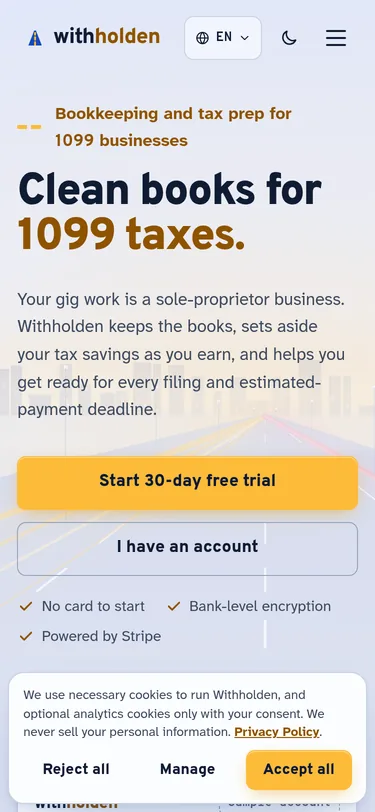 withholden
EN
Bookkeeping and tax prep for
1099 businesses
Clean books for
1099 taxes.
Your gig work is a sole-proprietor business.
Withholden keeps the books, sets aside
your tax savings as you earn, and helps you
get ready for every filing and estimated-
payment deadline.
Start 30-day free trial
I have an account
No card to start
Bank-level encryption
Powered by Stripe
We use necessary cookies to run Withholden, and
optional analytics cookies only with your consent. We
never sell your personal information. Privacy Policy.
Reject all
Manage
Accept all